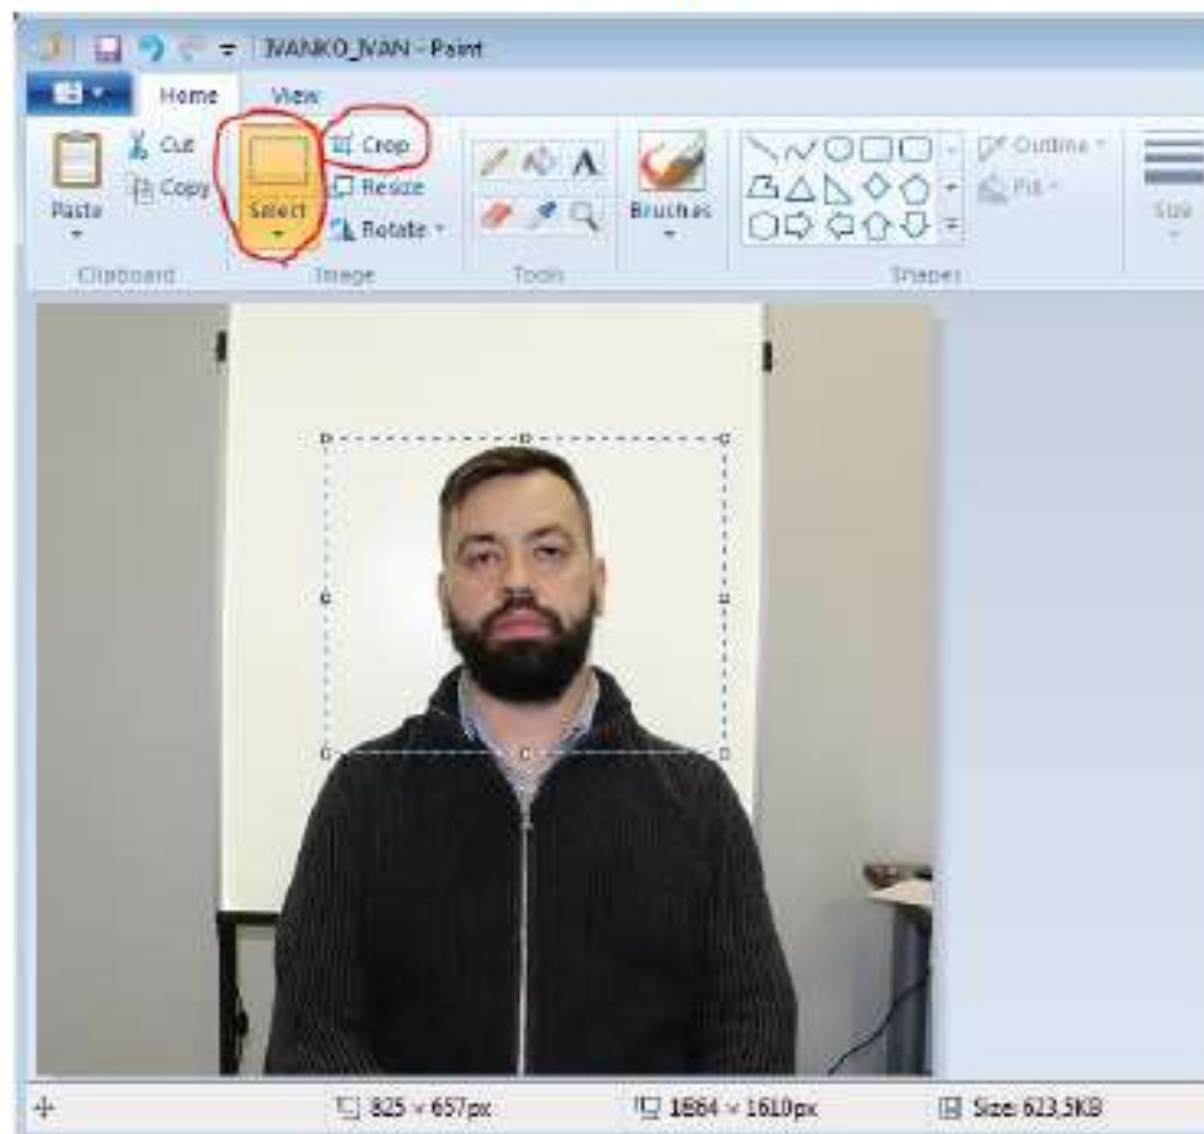 IVANKO_IVAN - Paint
Home View
Paste
Cut
Copy
Clipboard
Select
Crop
Resize
Rotate
Image
A
Tools
Brushes
Shapes
Outline
Fill
Size
825 × 657px
1664 × 1610px
Size: 623,5KB